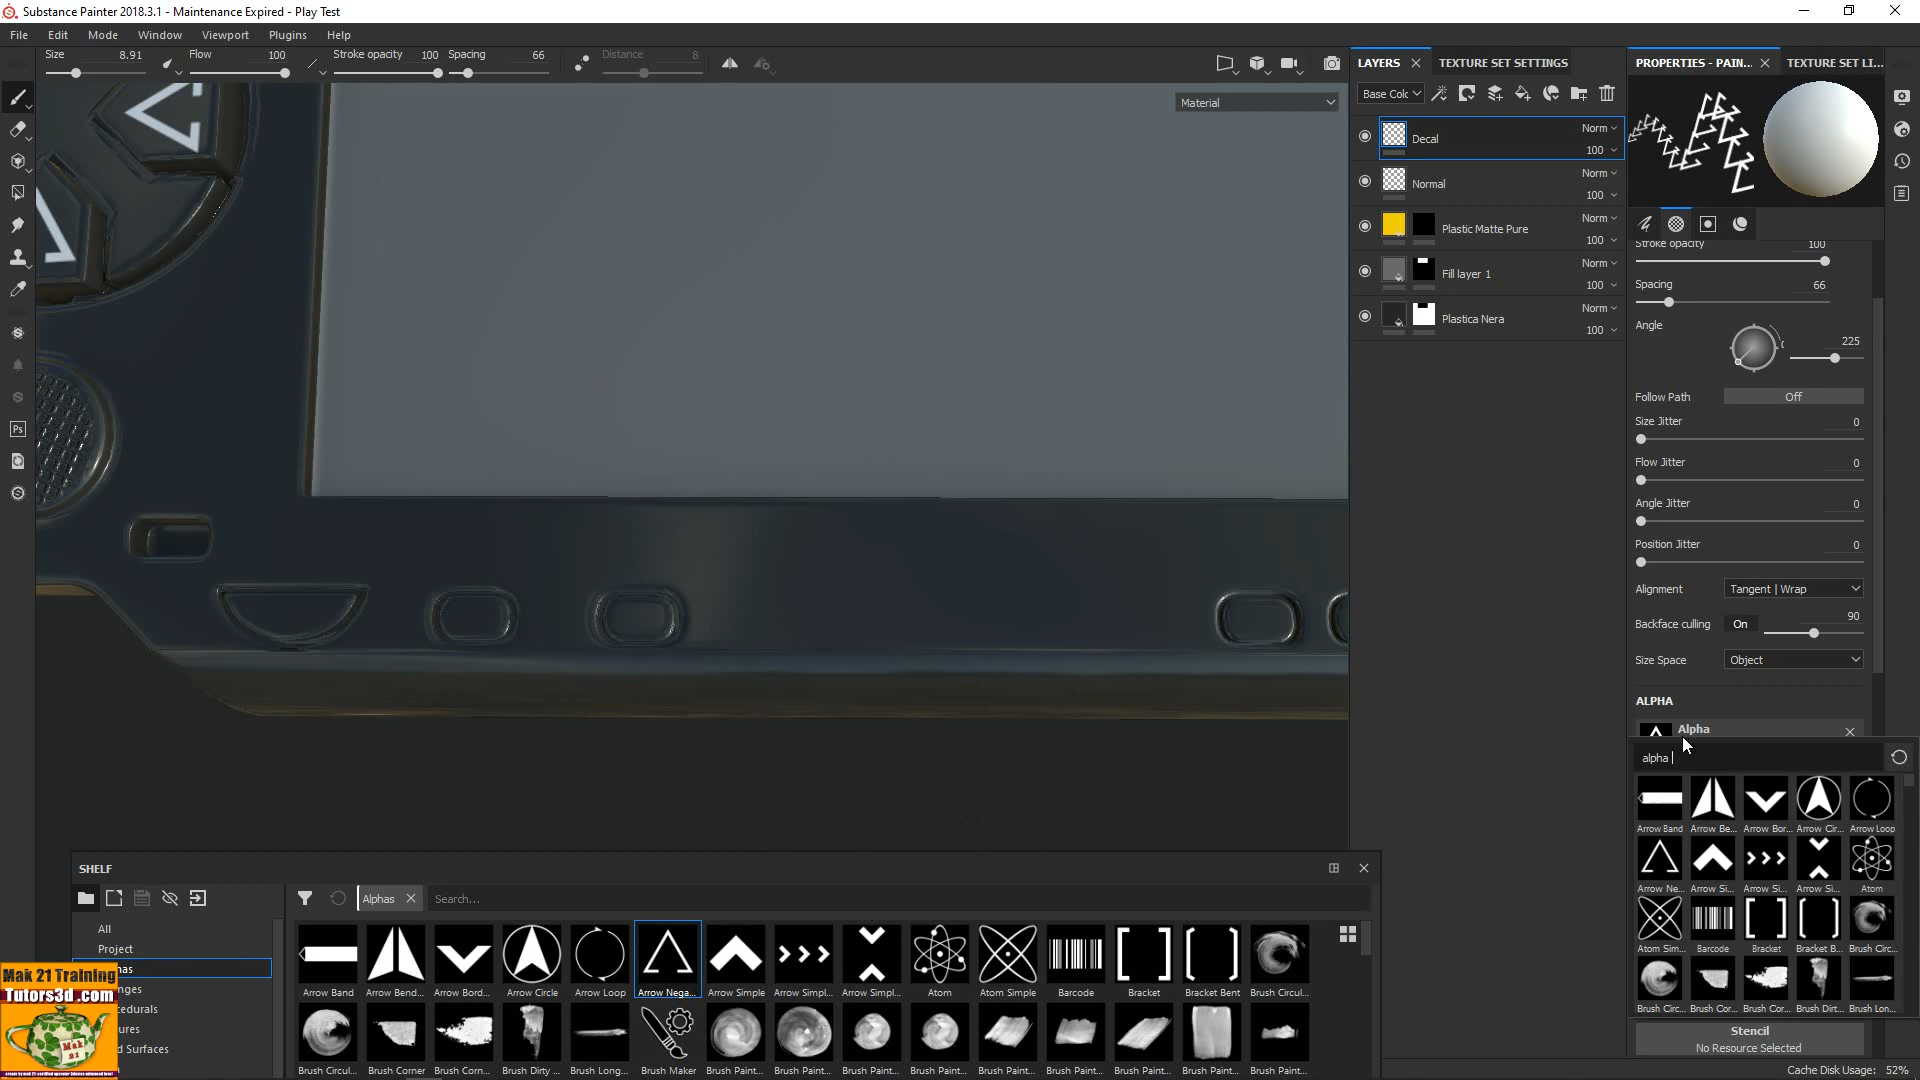 Substance Painter 2018.3.1 - Maintenance Expired - Play Test
File Edit Mode Window Viewport Plugins Help
Size 8.91 Flow 100 Stroke opacity 100 Spacing 66 Distance 8
Material
LAYERS TEXTURE SET SETTINGS
Base Colc
Decal Norm 100
Normal Norm 100
Plastic Matte Pure Norm 100
Fill layer 1 Norm 100
Plastica Nera Norm 100
PROPERTIES - PAIN... TEXTURE SET LI...
Stroke opacity 100
Spacing 66
Angle 225
Follow Path Off
Size Jitter 0
Flow Jitter 0
Angle Jitter 0
Position Jitter 0
Alignment Tangent | Wrap
Backface culling On 90
Size Space Object
ALPHA
Alpha
alpha
Arrow Band Arrow Be... Arrow Bor... Arrow Cir... Arrow Loop
Arrow Ne... Arrow Si... Arrow Si... Arrow Si... Atom
Atom Sim... Barcode Bracket Bracket B... Brush Circ...
Brush Circ... Brush Cor... Brush Cor... Brush Dirt... Brush Lon...
Stencil
No Resource Selected
Cache Disk Usage: 52%
Ps
SHELF
Alphas Search...
All
Project
has
nges
cedurals
ures
d Surfaces
Arrow Band Arrow Bend... Arrow Bord... Arrow Circle Arrow Loop Arrow Nega... Arrow Simple Arrow Simpl... Arrow Simpl... Atom Atom Simple Barcode Bracket Bracket Bent Brush Circul...
Brush Circul... Brush Corner Brush Corn... Brush Dirty ... Brush Long... Brush Maker Brush Paint... Brush Paint... Brush Paint... Brush Paint... Brush Paint... Brush Paint... Brush Paint... Brush Paint... Brush Paint...
Mak 21 Training
Tutors3d .com
Mak
21